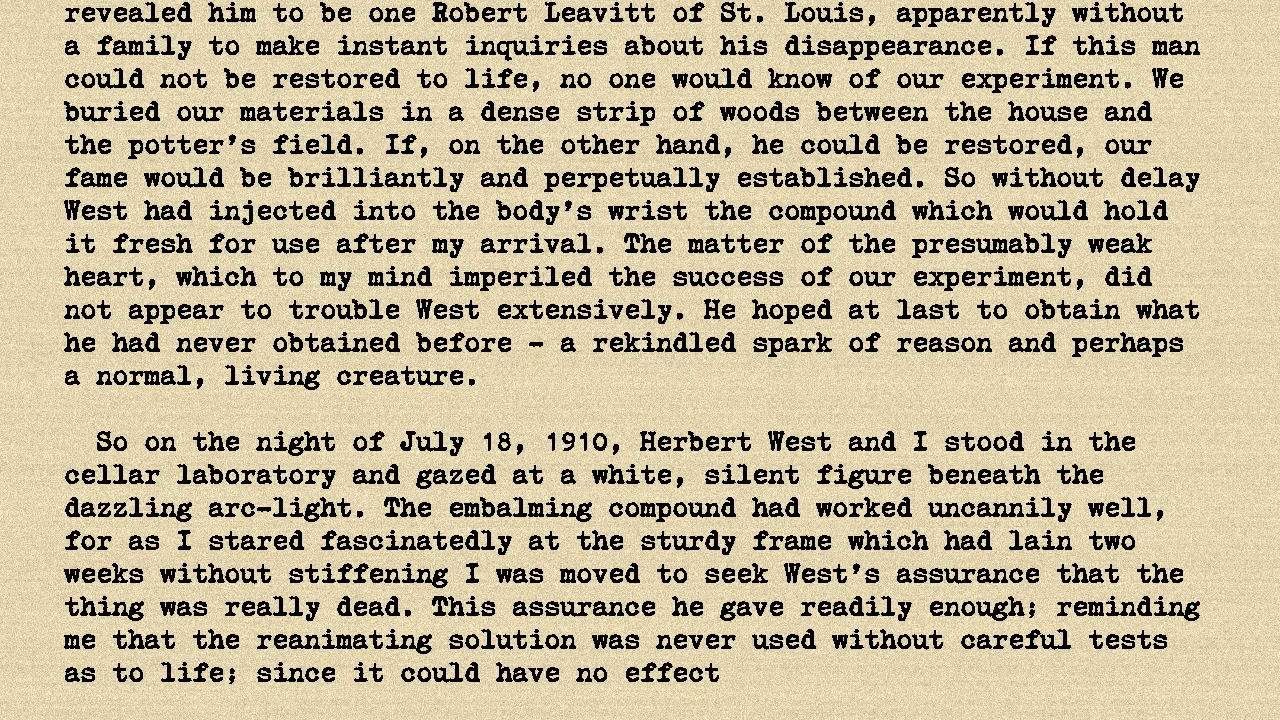 revealed him to be one Robert Leavitt of St. Louis, apparently without
a family to make instant inquiries about his disappearance. If this man
could not be restored to life, no one would know of our experiment. We
buried our materials in a dense strip of woods between the house and
the potter's field. If, on the other hand, he could be restored, our
fame would be brilliantly and perpetually established. So without delay
West had injected into the body's wrist the compound which would hold
it fresh for use after my arrival. The matter of the presumably weak
heart, which to my mind imperiled the success of our experiment, did
not appear to trouble West extensively. He hoped at last to obtain what
he had never obtained before - a rekindled spark of reason and perhaps
a normal, living creature.

So on the night of July 18, 1910, Herbert West and I stood in the
cellar laboratory and gazed at a white, silent figure beneath the
dazzling arc-light. The embalming compound had worked uncannily well,
for as I stared fascinatedly at the sturdy frame which had lain two
weeks without stiffening I was moved to seek West's assurance that the
thing was really dead. This assurance he gave readily enough; reminding
me that the reanimating solution was never used without careful tests
as to life; since it could have no effect